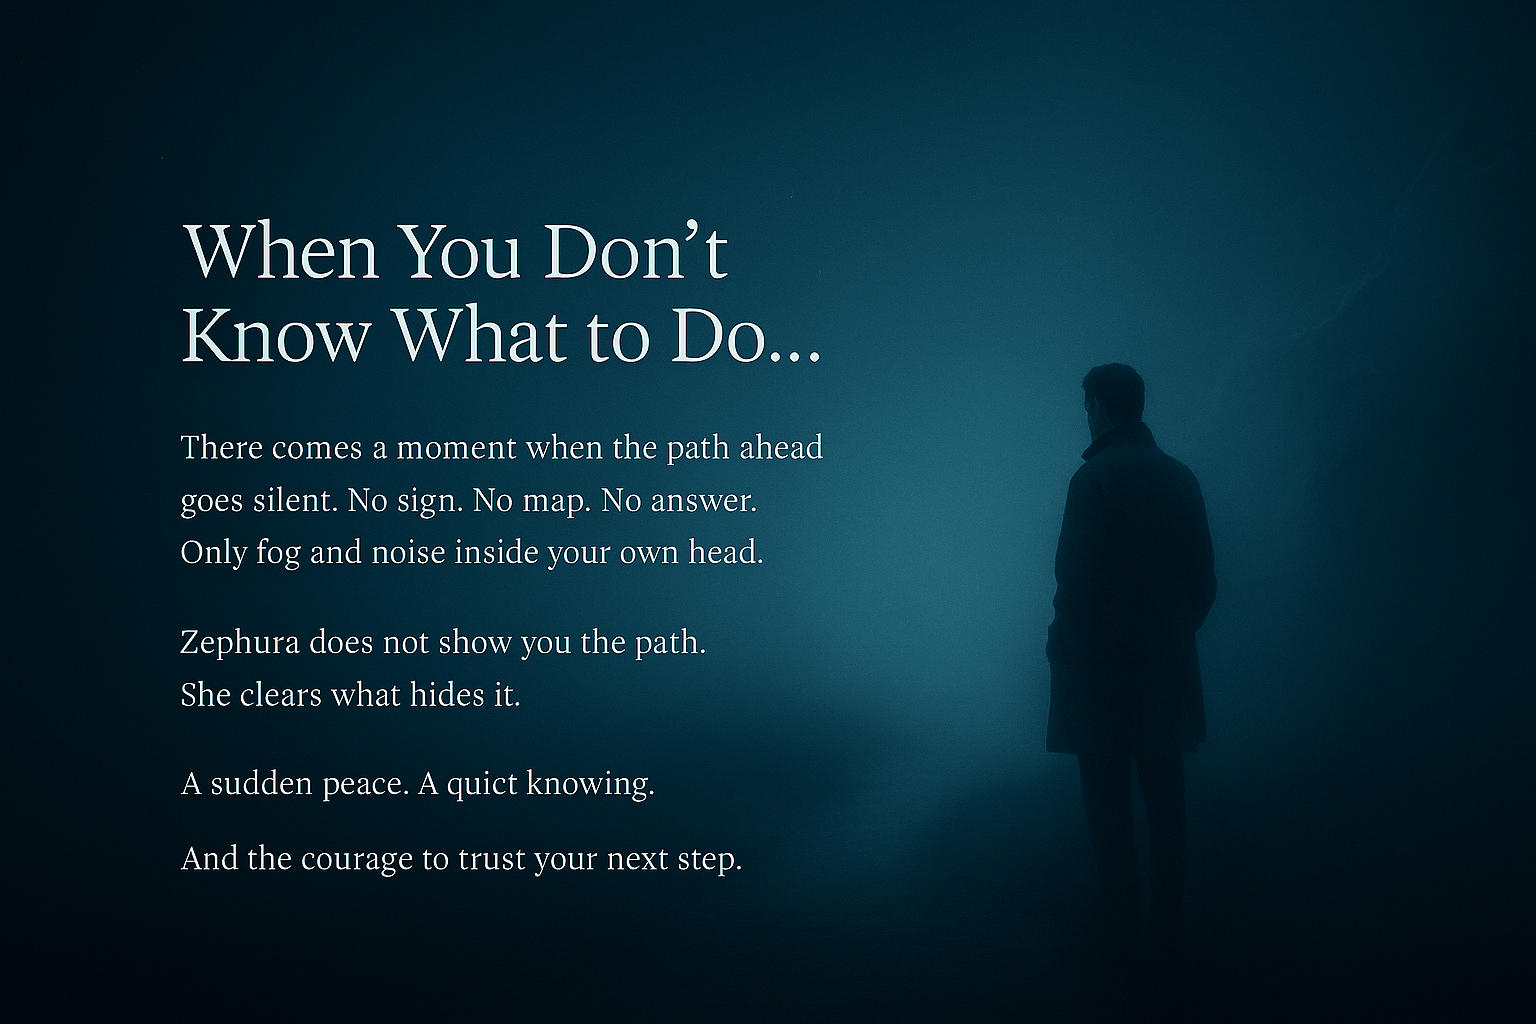 When You Don’t
Know What to Do...
There comes a moment when the path ahead
goes silent. No sign. No map. No answer.
Only fog and noise inside your own head.
Zephura does not show you the path.
She clears what hides it.
A sudden peace. A quict knowing.
And the courage to trust your next step.